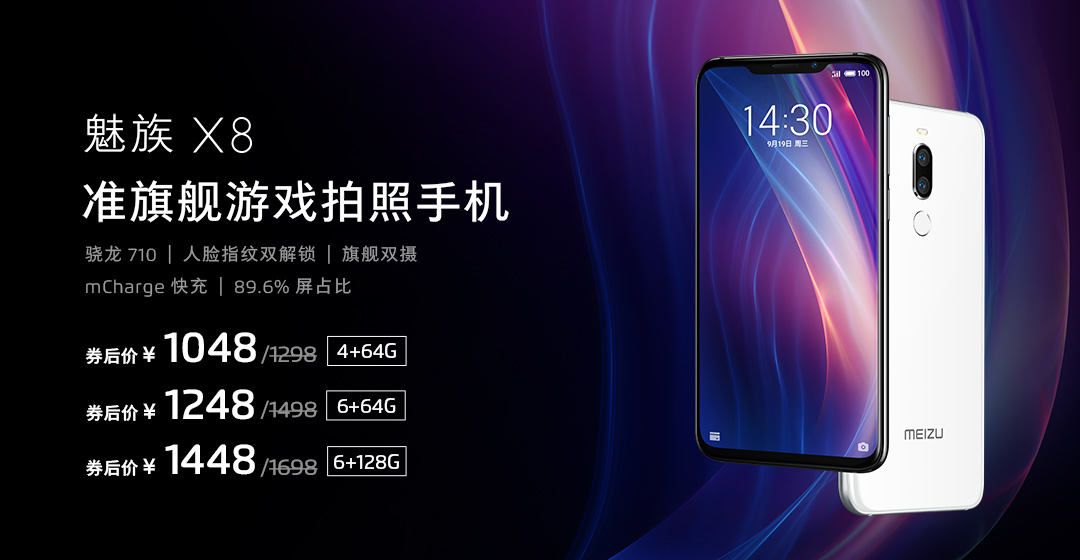 魅族 X8
准旗舰游戏拍照手机
骁龙 710 | 人脸指纹双解锁 | 旗舰双摄
mCharge 快充 | 89.6% 屏占比
券后价 ¥ 1048 /1298 4+64G
券后价 ¥ 1248 /1498 6+64G
券后价 ¥ 1448 /1698 6+128G
100
14:30
9月19日 周三
MEIZU